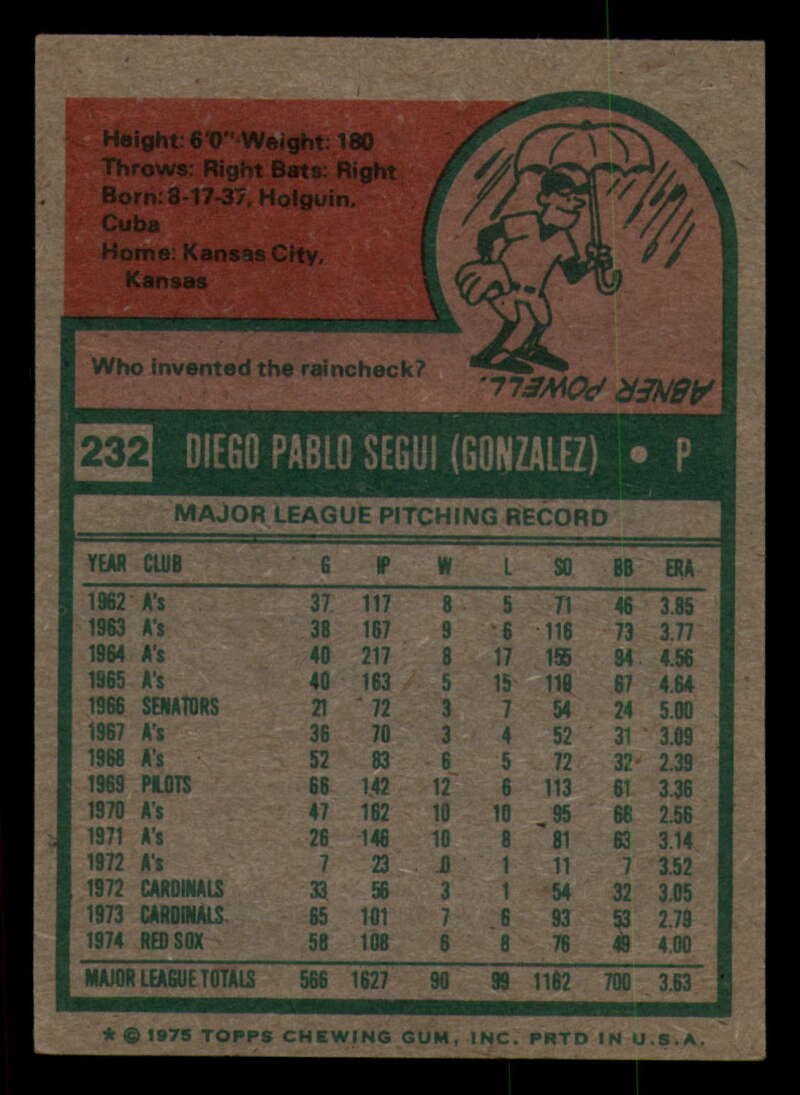 Height: 6'0" Weight: 180
Throws: Right Bats: Right
Born: 8-17-37, Holguin,
Cuba
Home: Kansas City,
Kansas
Who invented the raincheck?
ABNER POWELL.
232 DIEGO PABLO SEGUI (GONZALEZ) • P
MAJOR LEAGUE PITCHING RECORD
YEAR CLUB G IP W L SO BB ERA
1962 A's 37 117 8 5 71 46 3.85
1963 A's 38 167 9 6 116 73 3.77
1964 A's 40 217 8 17 155 94 4.56
1965 A's 40 163 5 15 119 67 4.64
1966 SENATORS 21 72 3 7 54 24 5.00
1967 A's 36 70 3 4 52 31 3.09
1968 A's 52 83 6 5 72 32 2.39
1969 PILOTS 66 142 12 6 113 61 3.36
1970 A's 47 162 10 10 95 68 2.56
1971 A's 26 146 10 8 81 63 3.14
1972 A's 7 23 0 1 11 7 3.52
1972 CARDINALS 33 56 3 1 54 32 3.05
1973 CARDINALS 65 101 7 6 93 53 2.79
1974 RED SOX 58 108 6 8 76 49 4.00
MAJOR LEAGUE TOTALS 566 1627 90 99 1162 700 3.63
* © 1975 TOPPS CHEWING GUM, INC. PRTD IN U.S.A.